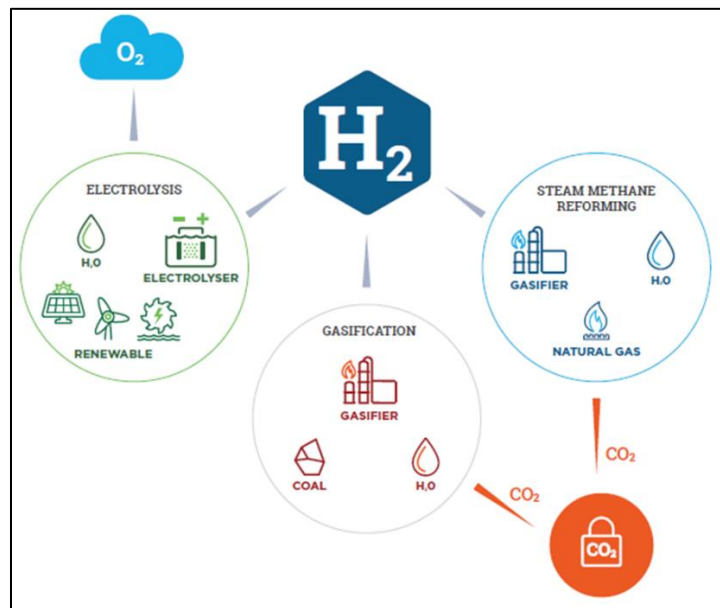 O₂
H₂
ELECTROLYSIS
H₂O
ELECTROLYSER
RENEWABLE
GASIFICATION
GASIFIER
COAL
H₂O
STEAM METHANE
REFORMING
GASIFIER
H₂O
NATURAL GAS
CO₂
CO₂
CO₂